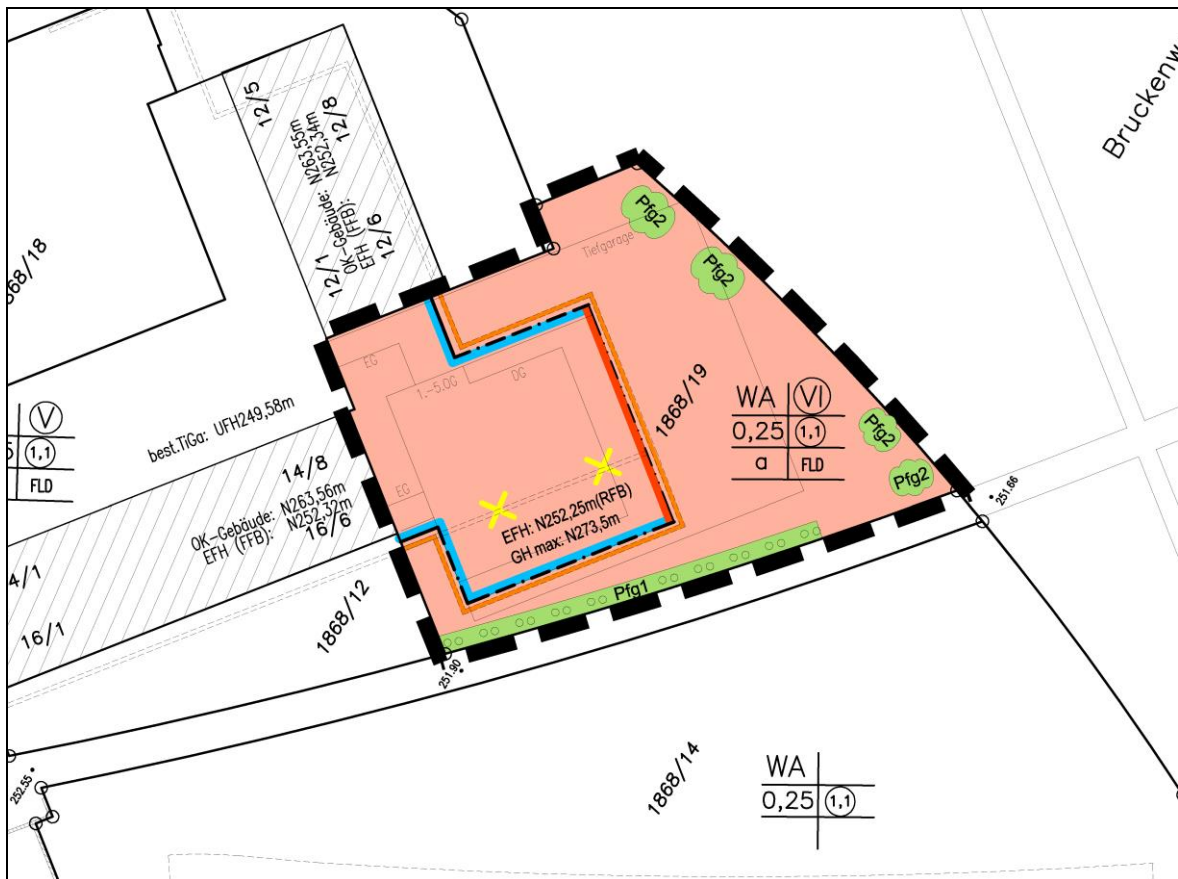 Bruckenw
12/5
12/8
OK-Gebäude: N263,55m
EFH (FFB): N252,34m
12/1
12/6
868/18
Pfg2
Tiefgarage
Pfg2
EG
1.-5.OG
DG
1868/19
WA VI
0,25 1,1
a FLD
V
5 1,1
FLD
best.TiGa: UFH249,58m
14/8
OK-Gebäude: N263,56m
EFH (FFB): N252,32m
16/6
EG
Pfg2
Pfg2
251.66
EFH: N252,25m(RFB)
GH max: N273,5m
Pfg1
4/1
16/1
1868/12
251.90
252.55
1868/14
WA
0,25 1,1